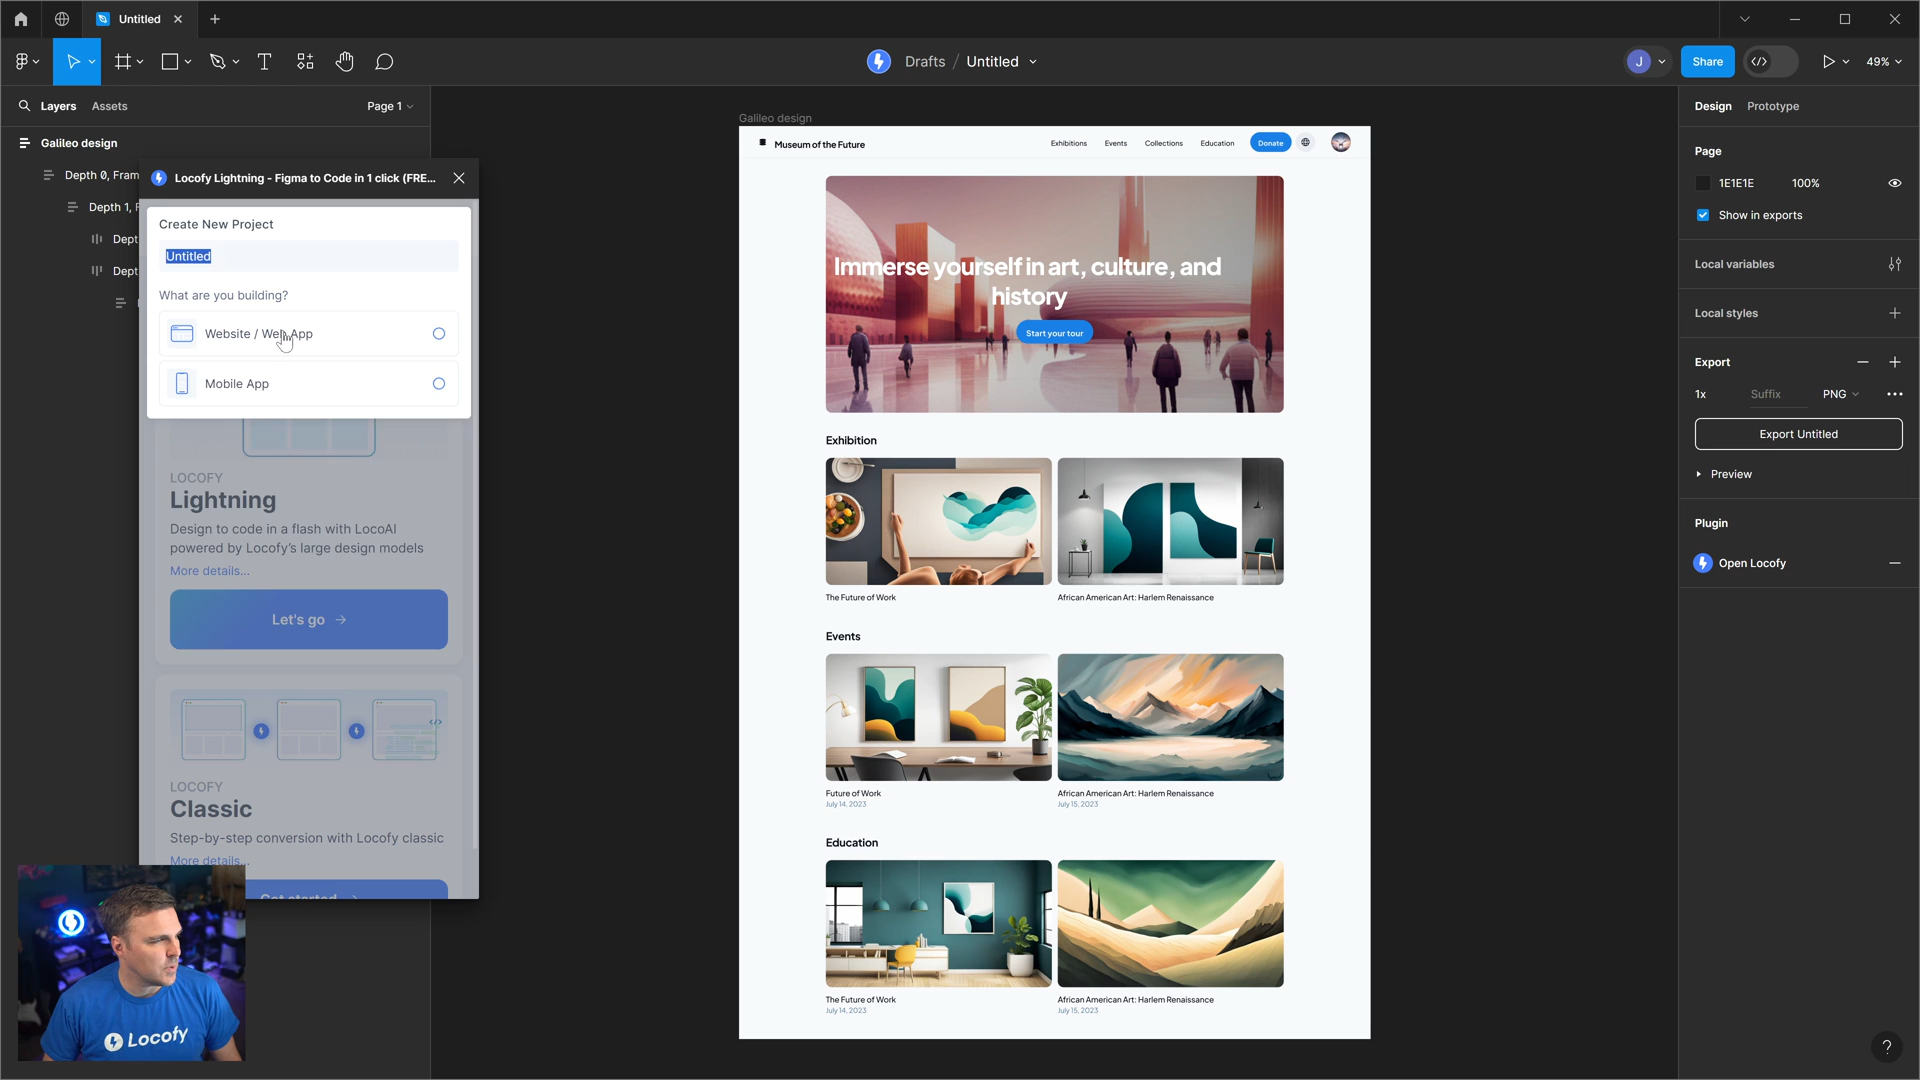 Untitled
Drafts / Untitled
J
Share
49%
Layers
Assets
Page 1
Galileo design
Depth 0, Fram
Depth 1, F
Dept
Dept
Locofy Lightning - Figma to Code in 1 click (FRE...
Create New Project
Untitled
What are you building?
Website / Web App
Mobile App
LOCOFY
Lightning
Design to code in a flash with LocoAI
powered by Locofy's large design models
More details...
Let's go →
LOCOFY
Classic
Step-by-step conversion with Locofy classic
More details...
Get started
Locofy
Galileo design
Museum of the Future
Exhibitions
Events
Collections
Education
Donate
Immerse yourself in art, culture, and
history
Start your tour
Exhibition
The Future of Work
African American Art: Harlem Renaissance
Events
Future of Work
July 14, 2023
African American Art: Harlem Renaissance
July 15, 2023
Education
The Future of Work
July 14, 2023
African American Art: Harlem Renaissance
July 15, 2023
Design
Prototype
Page
1E1E1E
100%
Show in exports
Local variables
Local styles
Export
1x
Suffix
PNG
Export Untitled
Preview
Plugin
Open Locofy
?